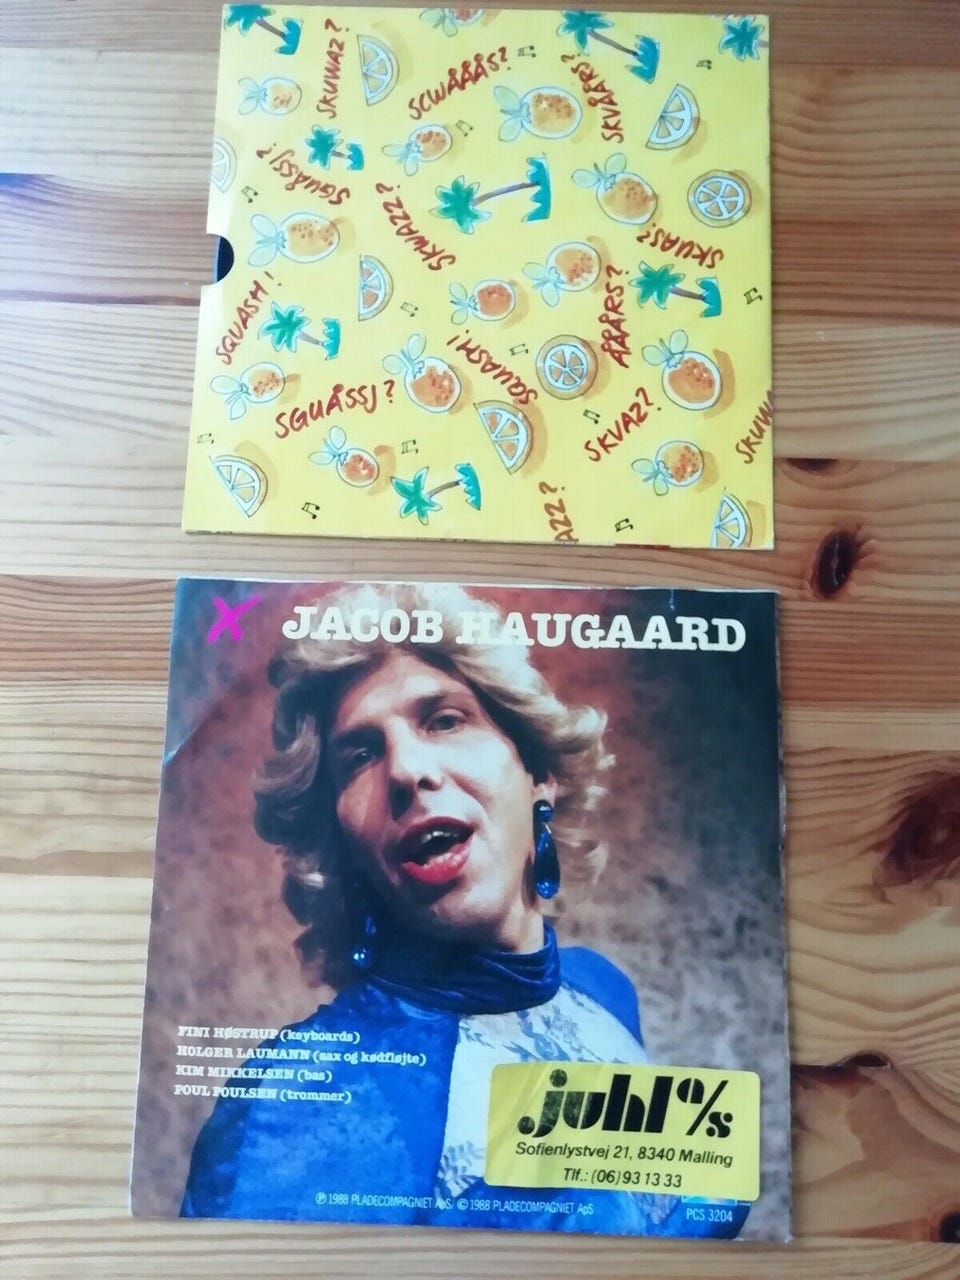 SKUWAZ?
SCWÅÅÅS?
SKVÅÅRS?
SGUÅSSJ?
SKWAZZ?
SKUAS?
SQUASH!
ÅÅÅRS?
SQUASH!
SGUÅSSJ?
SKVAZ?
SKUW
AZZ?
X JACOB HAUGAARD
FINI HØSTRUP (keyboards)
HOLGER LAUMANN (sax og kødfløjte)
KIM MIKKELSEN (bas)
POUL POULSEN (trommer)
juhl a/s
Sofienlystvej 21, 8340 Malling
Tlf.: (06) 93 13 33
℗ 1988 PLADECOMPAGNIET ApS/ © 1988 PLADECOMPAGNIET ApS
PCS 3204